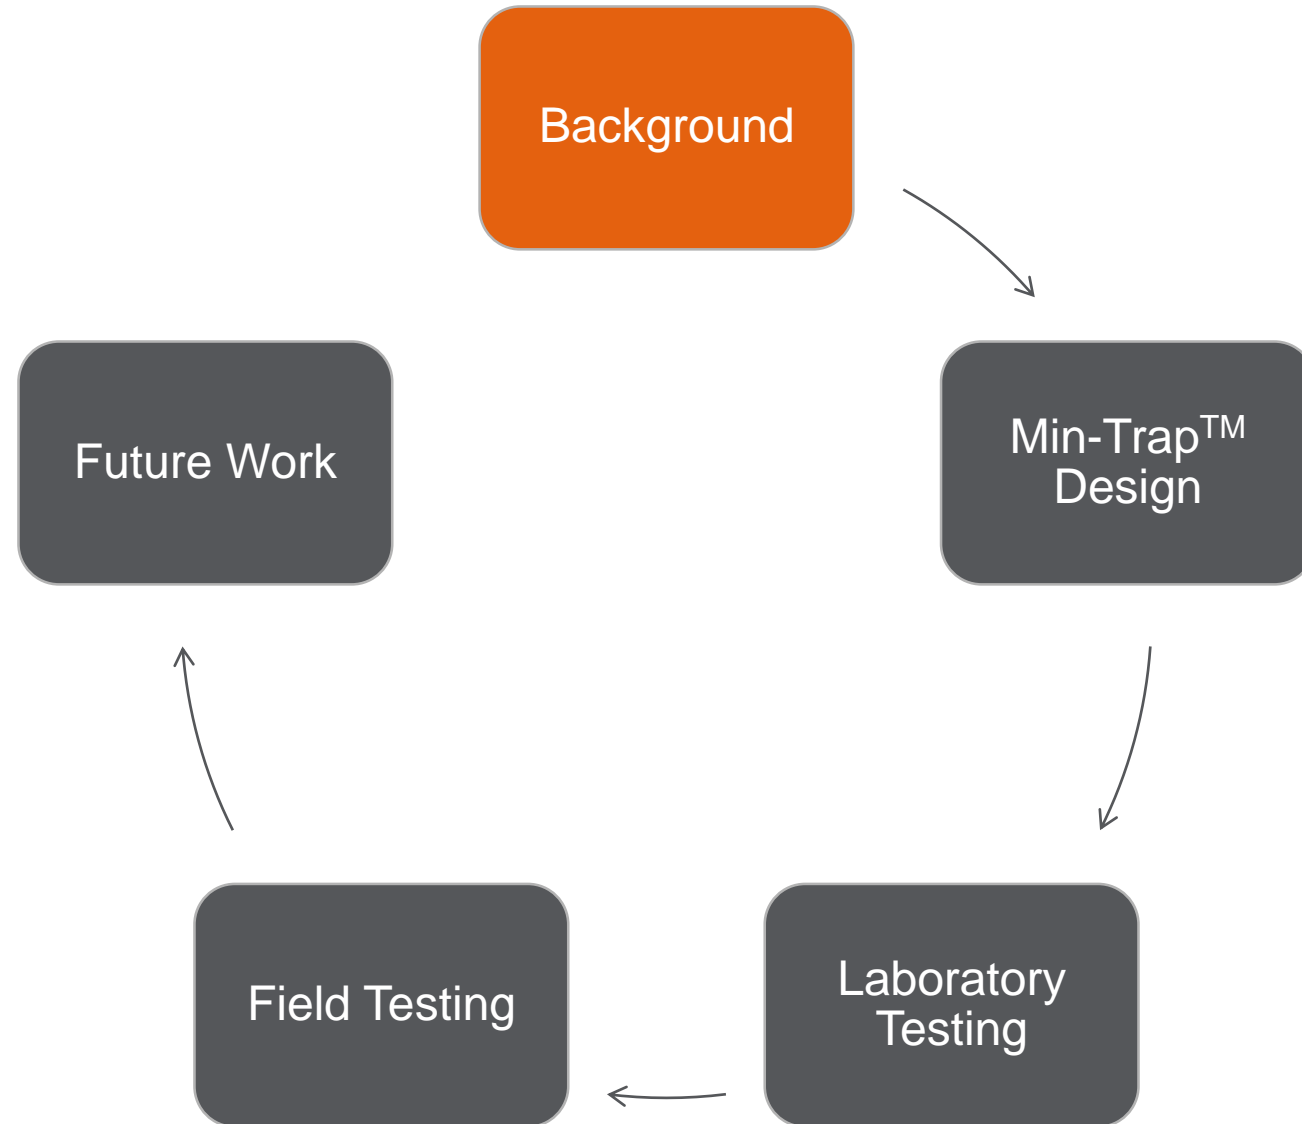 Background
Min-Trap™
Design
Laboratory
Testing
Field Testing
Future Work